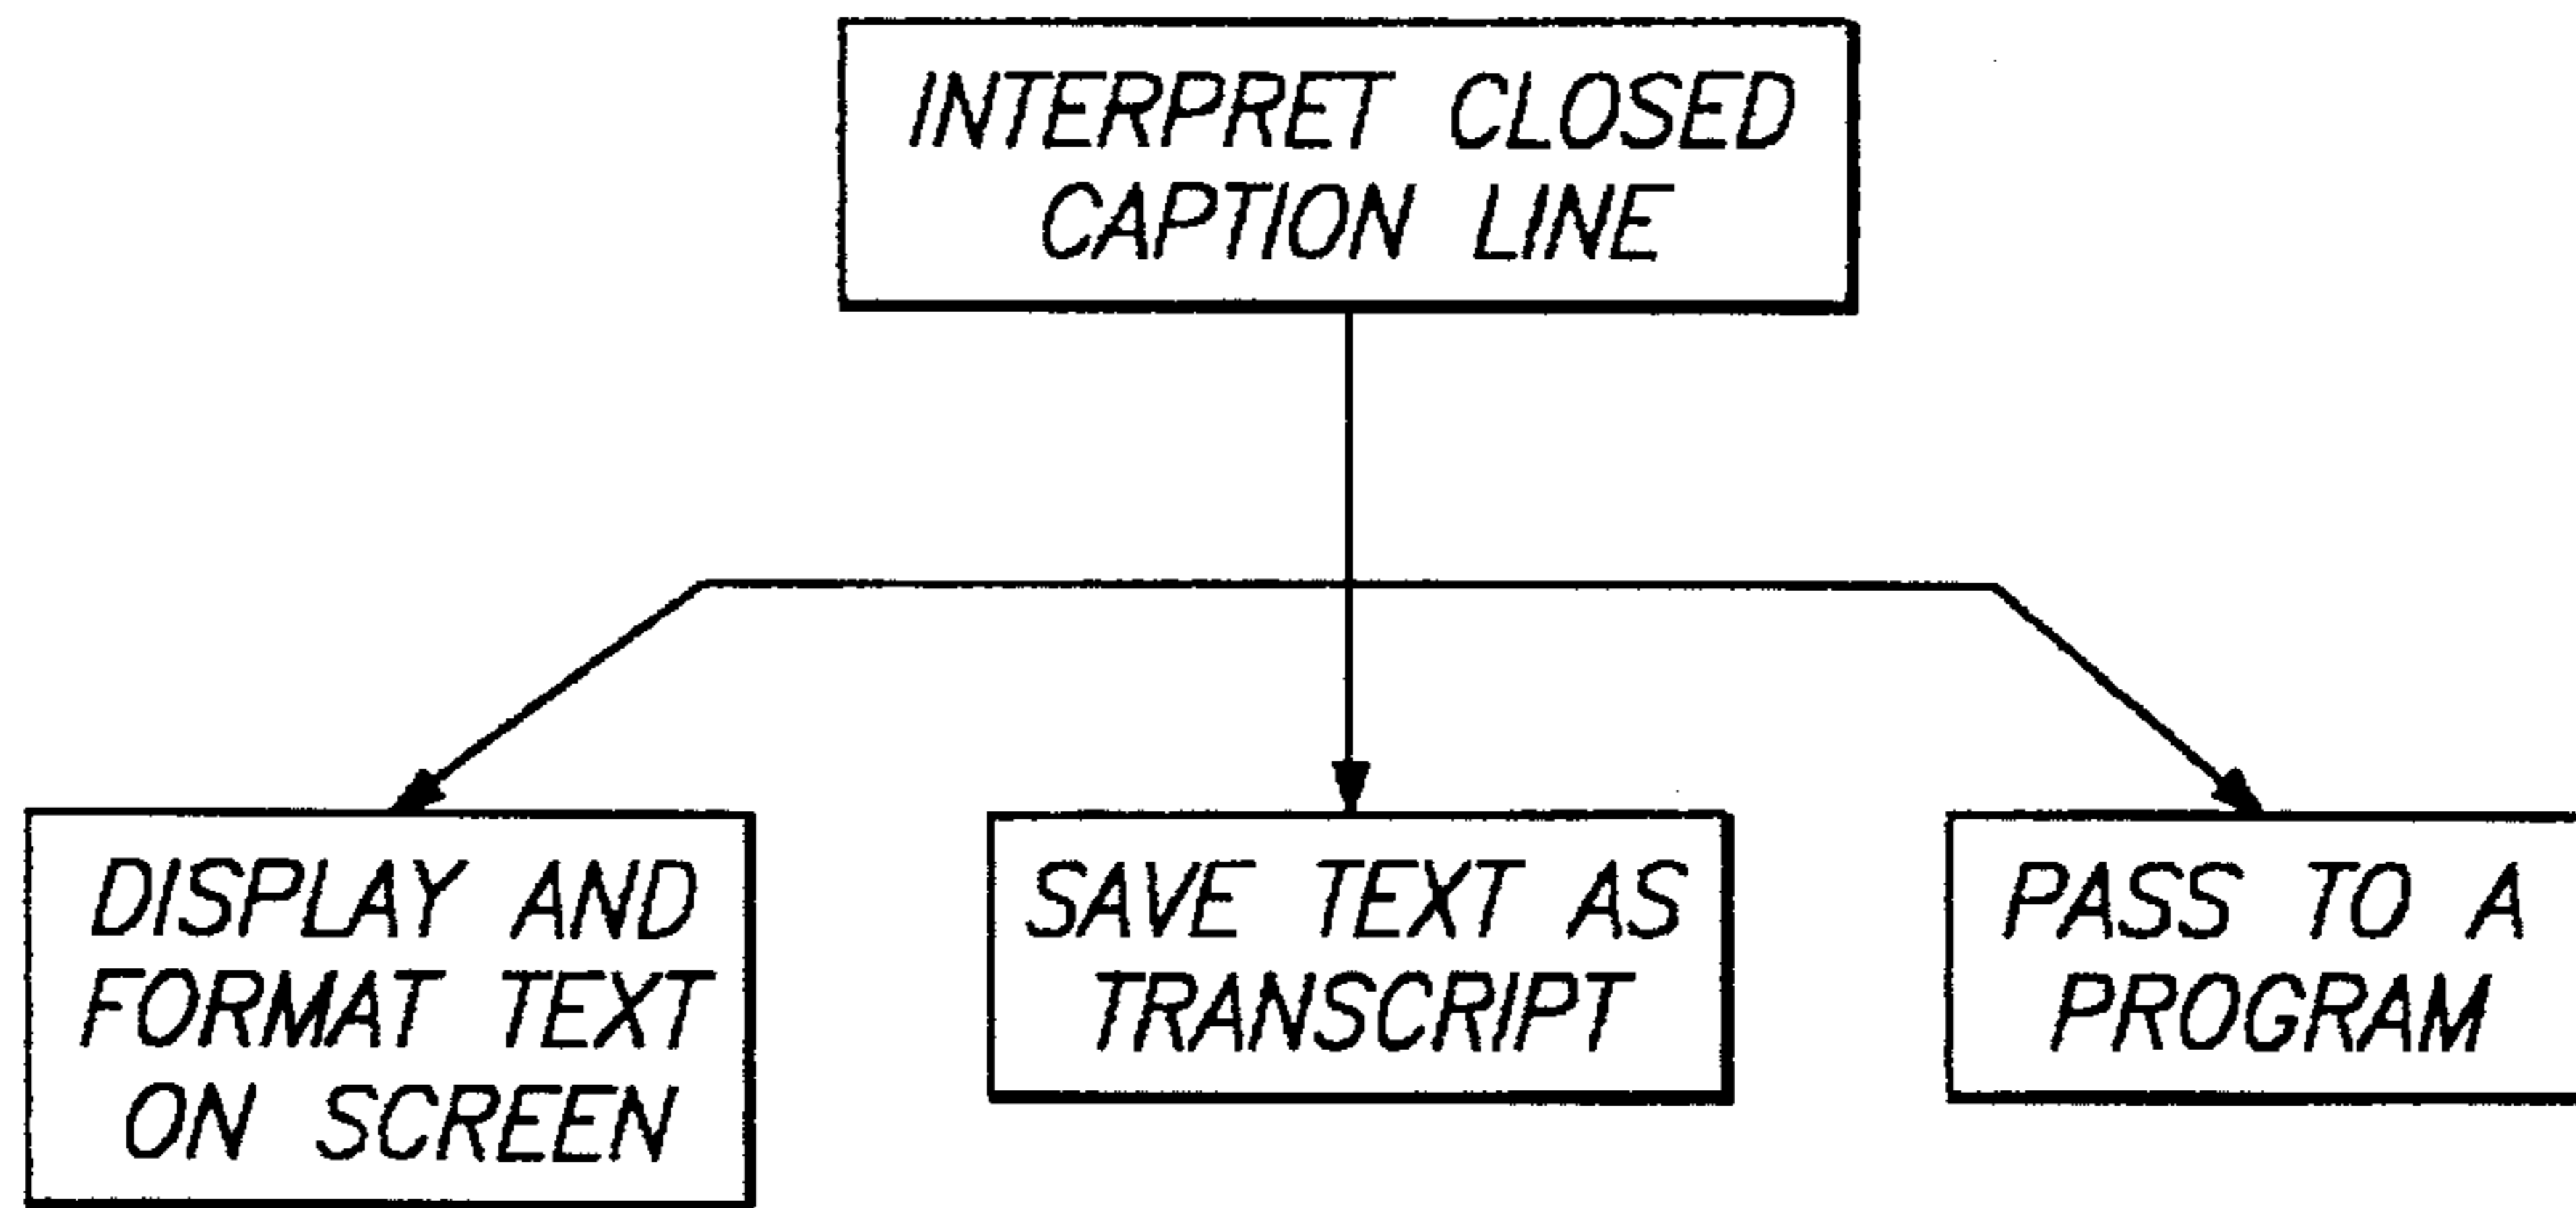 INTERPRET CLOSED
CAPTION LINE
DISPLAY AND
FORMAT TEXT
ON SCREEN
SAVE TEXT AS
TRANSCRIPT
PASS TO A
PROGRAM